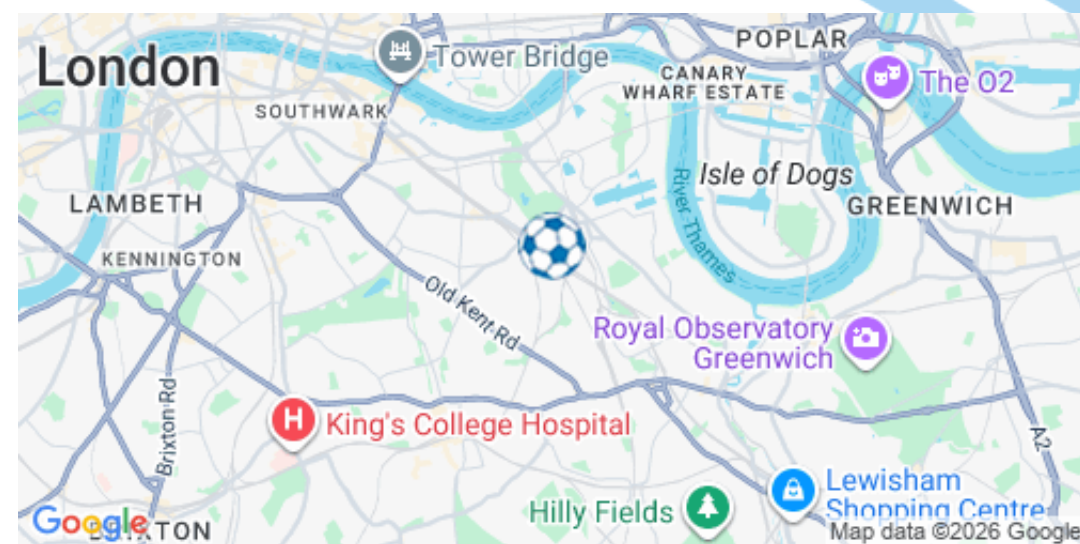 London
Tower Bridge
POPLAR
CANARY
WHARF ESTATE
The O2
SOUTHWARK
Isle of Dogs
LAMBETH
River Thames
GREENWICH
KENNINGTON
Old Kent Rd
Royal Observatory
Greenwich
Brixton Rd
King's College Hospital
A2
Lewisham
Shopping Centre
Hilly Fields
Google
Map data ©2026 Google